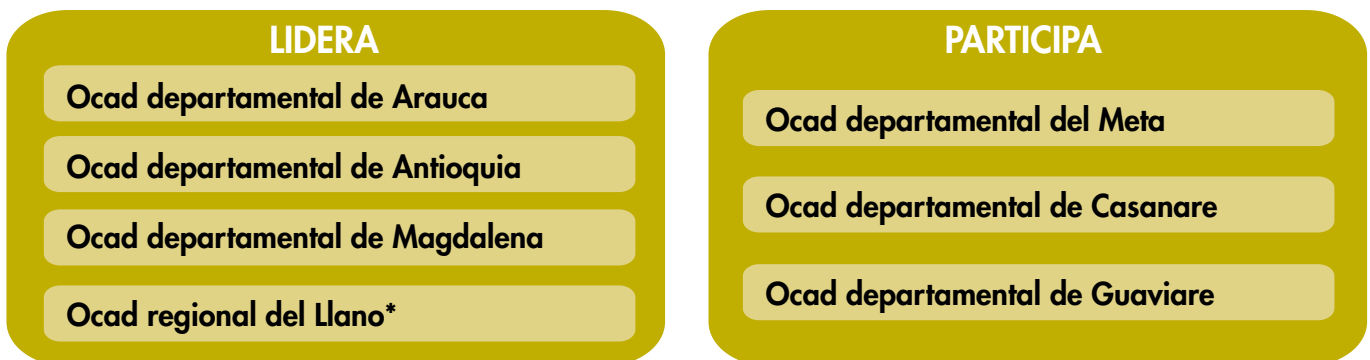 LIDERA
Ocad departamental de Arauca
Ocad departamental de Antioquia
Ocad departamental de Magdalena
Ocad regional del Llano*
PARTICIPA
Ocad departamental del Meta
Ocad departamental de Casanare
Ocad departamental de Guaviare